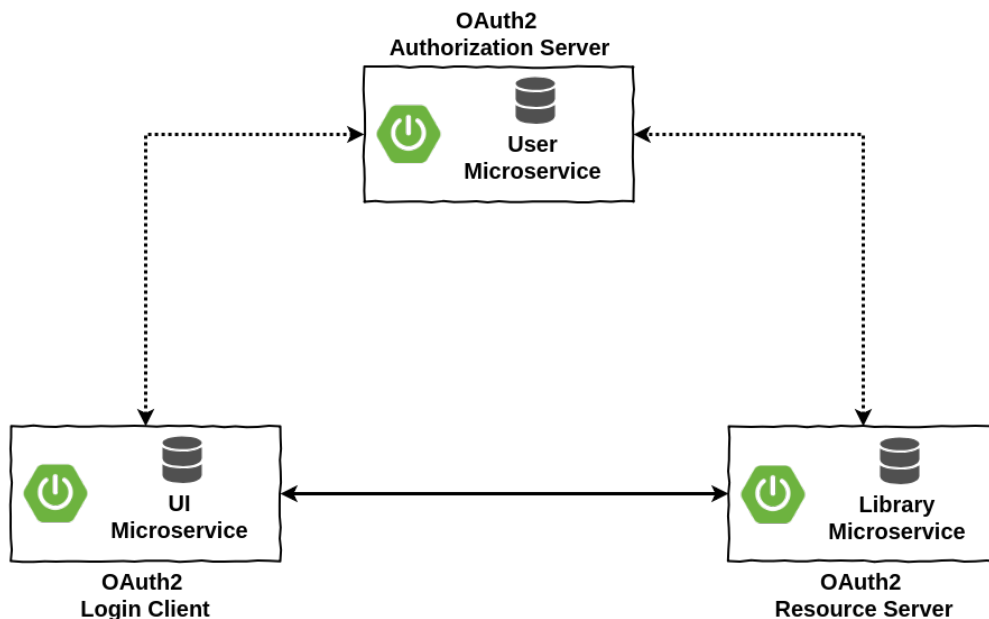 OAuth2
Authorization Server
User
Microservice
UI
Microservice
OAuth2
Login Client
Library
Microservice
OAuth2
Resource Server